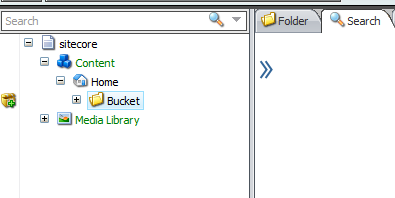 Search
Folder
Search
sitecore
Content
Home
Bucket
Media Library